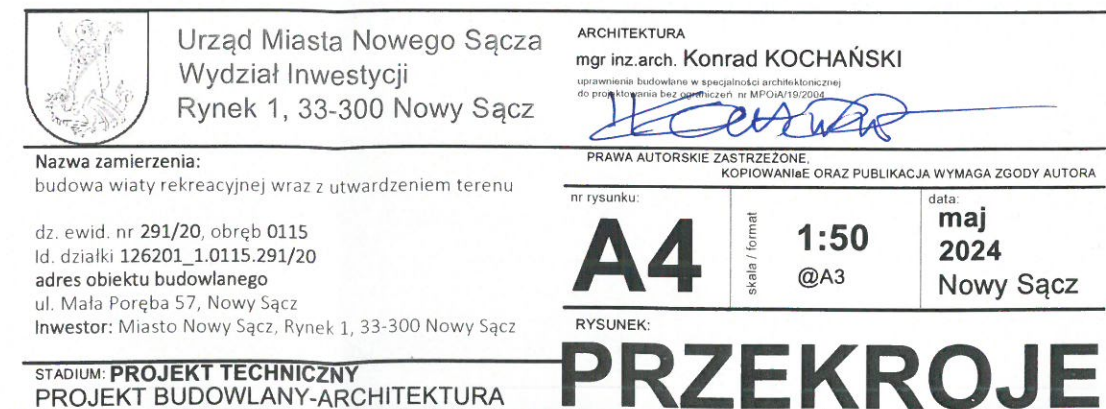 Urząd Miasta Nowego Sącza
Wydział Inwestycji
Rynek 1, 33-300 Nowy Sącz
ARCHITEKTURA
mgr inz.arch. Konrad KOCHAŃSKI
uprawnienia budowlane w specjalności architektonicznej
do projektowania bez ograniczeń nr MPOiA/19/2004
Nazwa zamierzenia:
budowa wiaty rekreacyjnej wraz z utwardzeniem terenu
dz. ewid. nr 291/20, obręb 0115
Id. działki 126201_1.0115.291/20
adres obiektu budowlanego
ul. Mała Poręba 57, Nowy Sącz
Inwestor: Miasto Nowy Sącz, Rynek 1, 33-300 Nowy Sącz
STADIUM: PROJEKT TECHNICZNY
PROJEKT BUDOWLANY-ARCHITEKTURA
PRAWA AUTORSKIE ZASTRZEŻONE,
KOPIOWANIaE ORAZ PUBLIKACJA WYMAGA ZGODY AUTORA
nr rysunku:
A4
skala / format
1:50
@A3
data:
maj
2024
Nowy Sącz
RYSUNEK:
PRZEKROJE